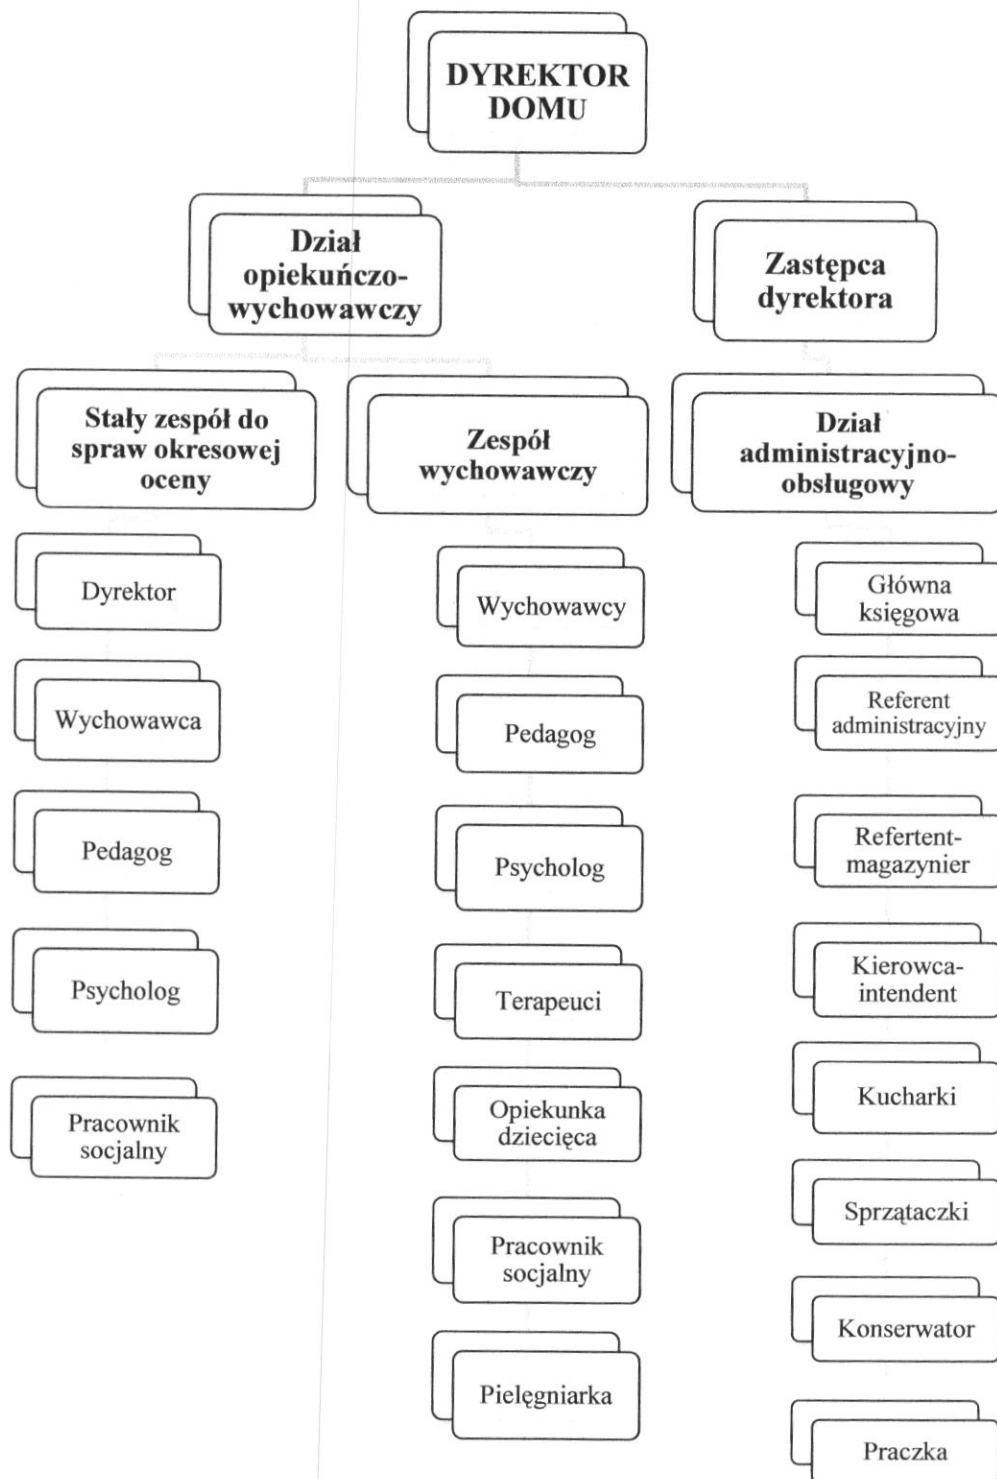 DYREKTOR
DOMU
Dział
opiekuńczo-
wychowawczy
Zastępca
dyrektora
Stały zespół do
spraw okresowej
oceny
Zespół
wychowawczy
Dział
administracyjno-
obsługowy
Dyrektor
Wychowawca
Pedagog
Psycholog
Pracownik
socjalny
Wychowawcy
Pedagog
Psycholog
Terapeuci
Opiekunka
dziecięca
Pracownik
socjalny
Pielęgniarka
Główna
księgowa
Referent
administracyjny
Refertent-
magazynier
Kierowca-
intendent
Kucharki
Sprzątaczki
Konserwator
Praczka